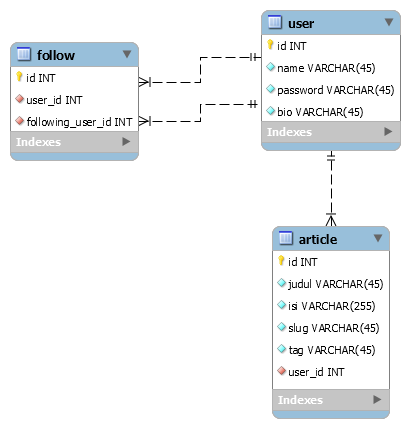 follow
id INT
user_id INT
following_user_id INT
Indexes
user
id INT
name VARCHAR(45)
password VARCHAR(45)
bio VARCHAR(45)
Indexes
article
id INT
judul VARCHAR(45)
isi VARCHAR(255)
slug VARCHAR(45)
tag VARCHAR(45)
user_id INT
Indexes